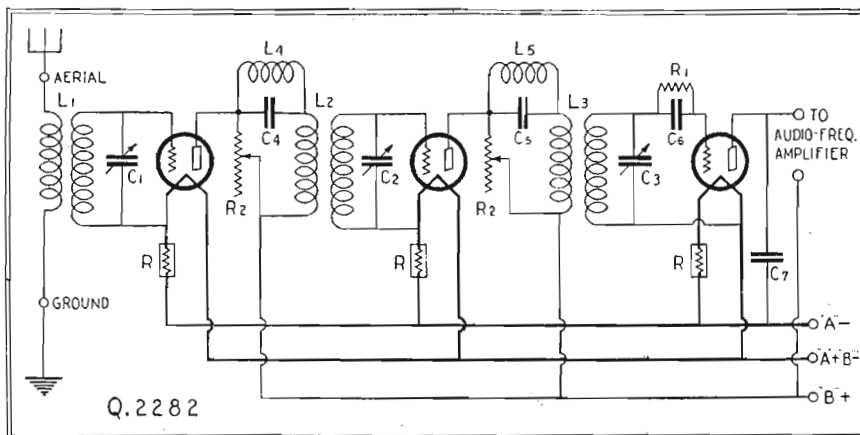 AERIAL
L1
C1
R
L4
C4
R2
L2
C2
R
L5
C5
R2
L3
C3
R1
C6
R
C7
TO
AUDIO-FREQ.
AMPLIFIER
GROUND
"A-"
"A+B-"
"B+"
Q.2282